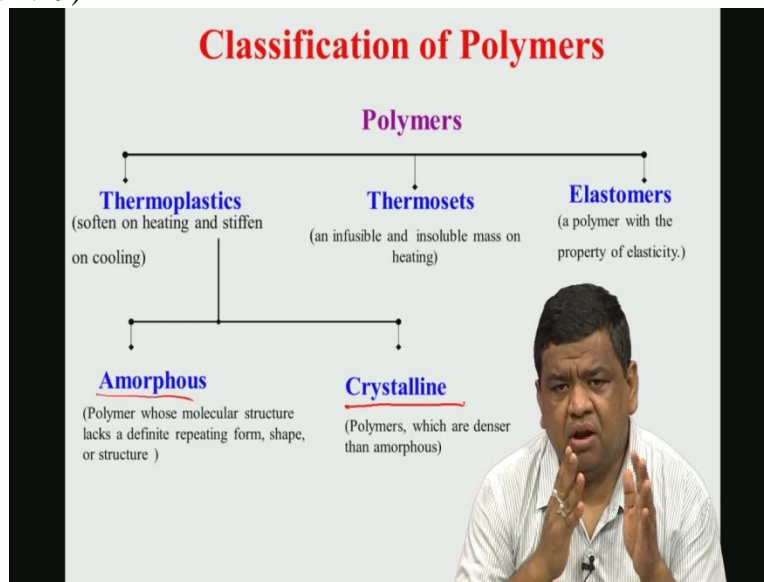 Classification of Polymers
Polymers
Thermoplastics
(soften on heating and stiffen
on cooling)
Thermosets
(an infusible and insoluble mass on
heating)
Elastomers
(a polymer with the
property of elasticity.)
Amorphous
(Polymer whose molecular structure
lacks a definite repeating form, shape,
or structure )
Crystalline
(Polymers, which are denser
than amorphous)